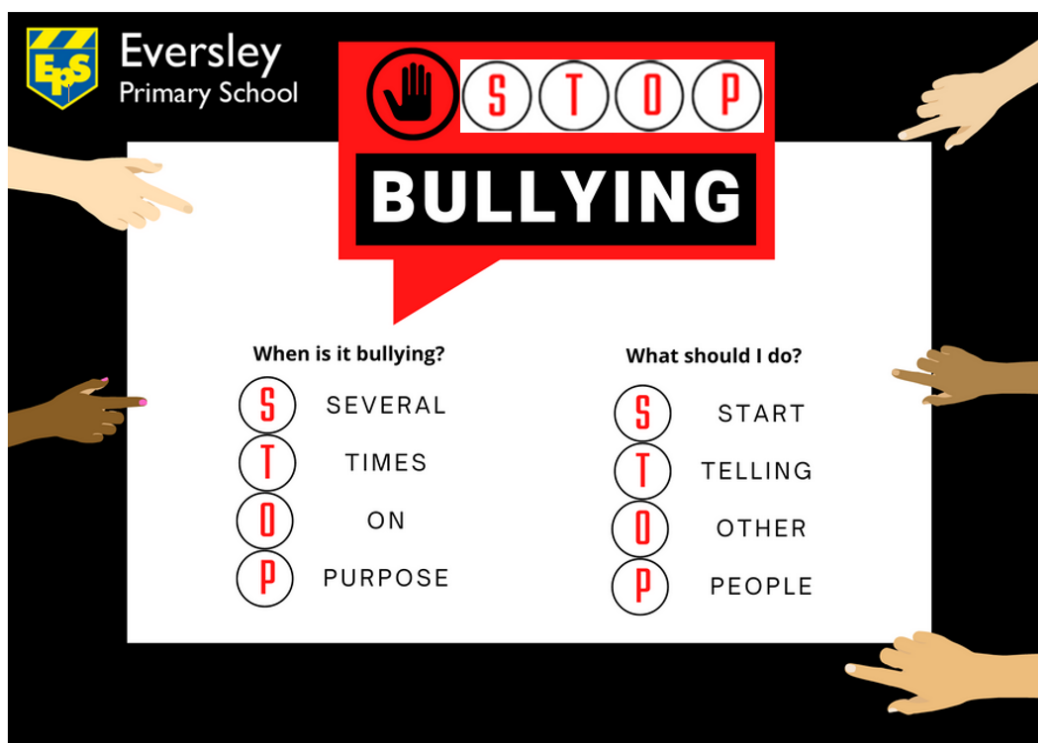 EPS
Eversley
Primary School
STOP
BULLYING
When is it bullying?
S SEVERAL
T TIMES
O ON
P PURPOSE
What should I do?
S START
T TELLING
O OTHER
P PEOPLE